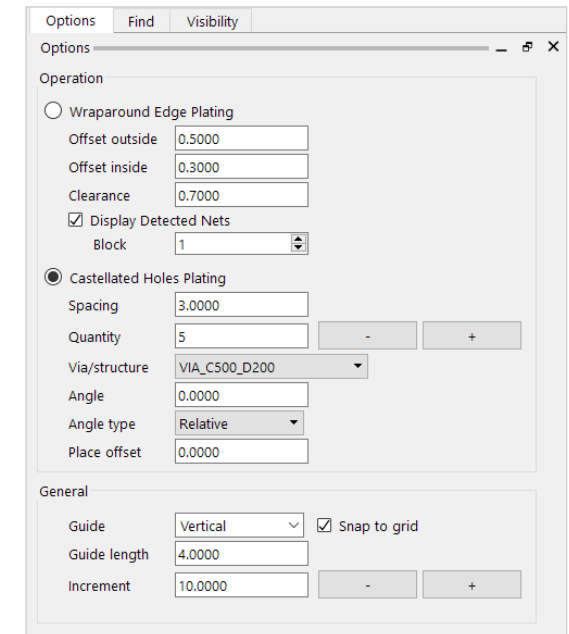 Options Find Visibility
Options
Operation
Wraparound Edge Plating
Offset outside 0.5000
Offset inside 0.3000
Clearance 0.7000
Display Detected Nets
Block 1
Castellated Holes Plating
Spacing 3.0000
Quantity 5 - +
Via/structure VIA_C500_D200
Angle 0.0000
Angle type Relative
Place offset 0.0000
General
Guide Vertical Snap to grid
Guide length 4.0000
Increment 10.0000 - +